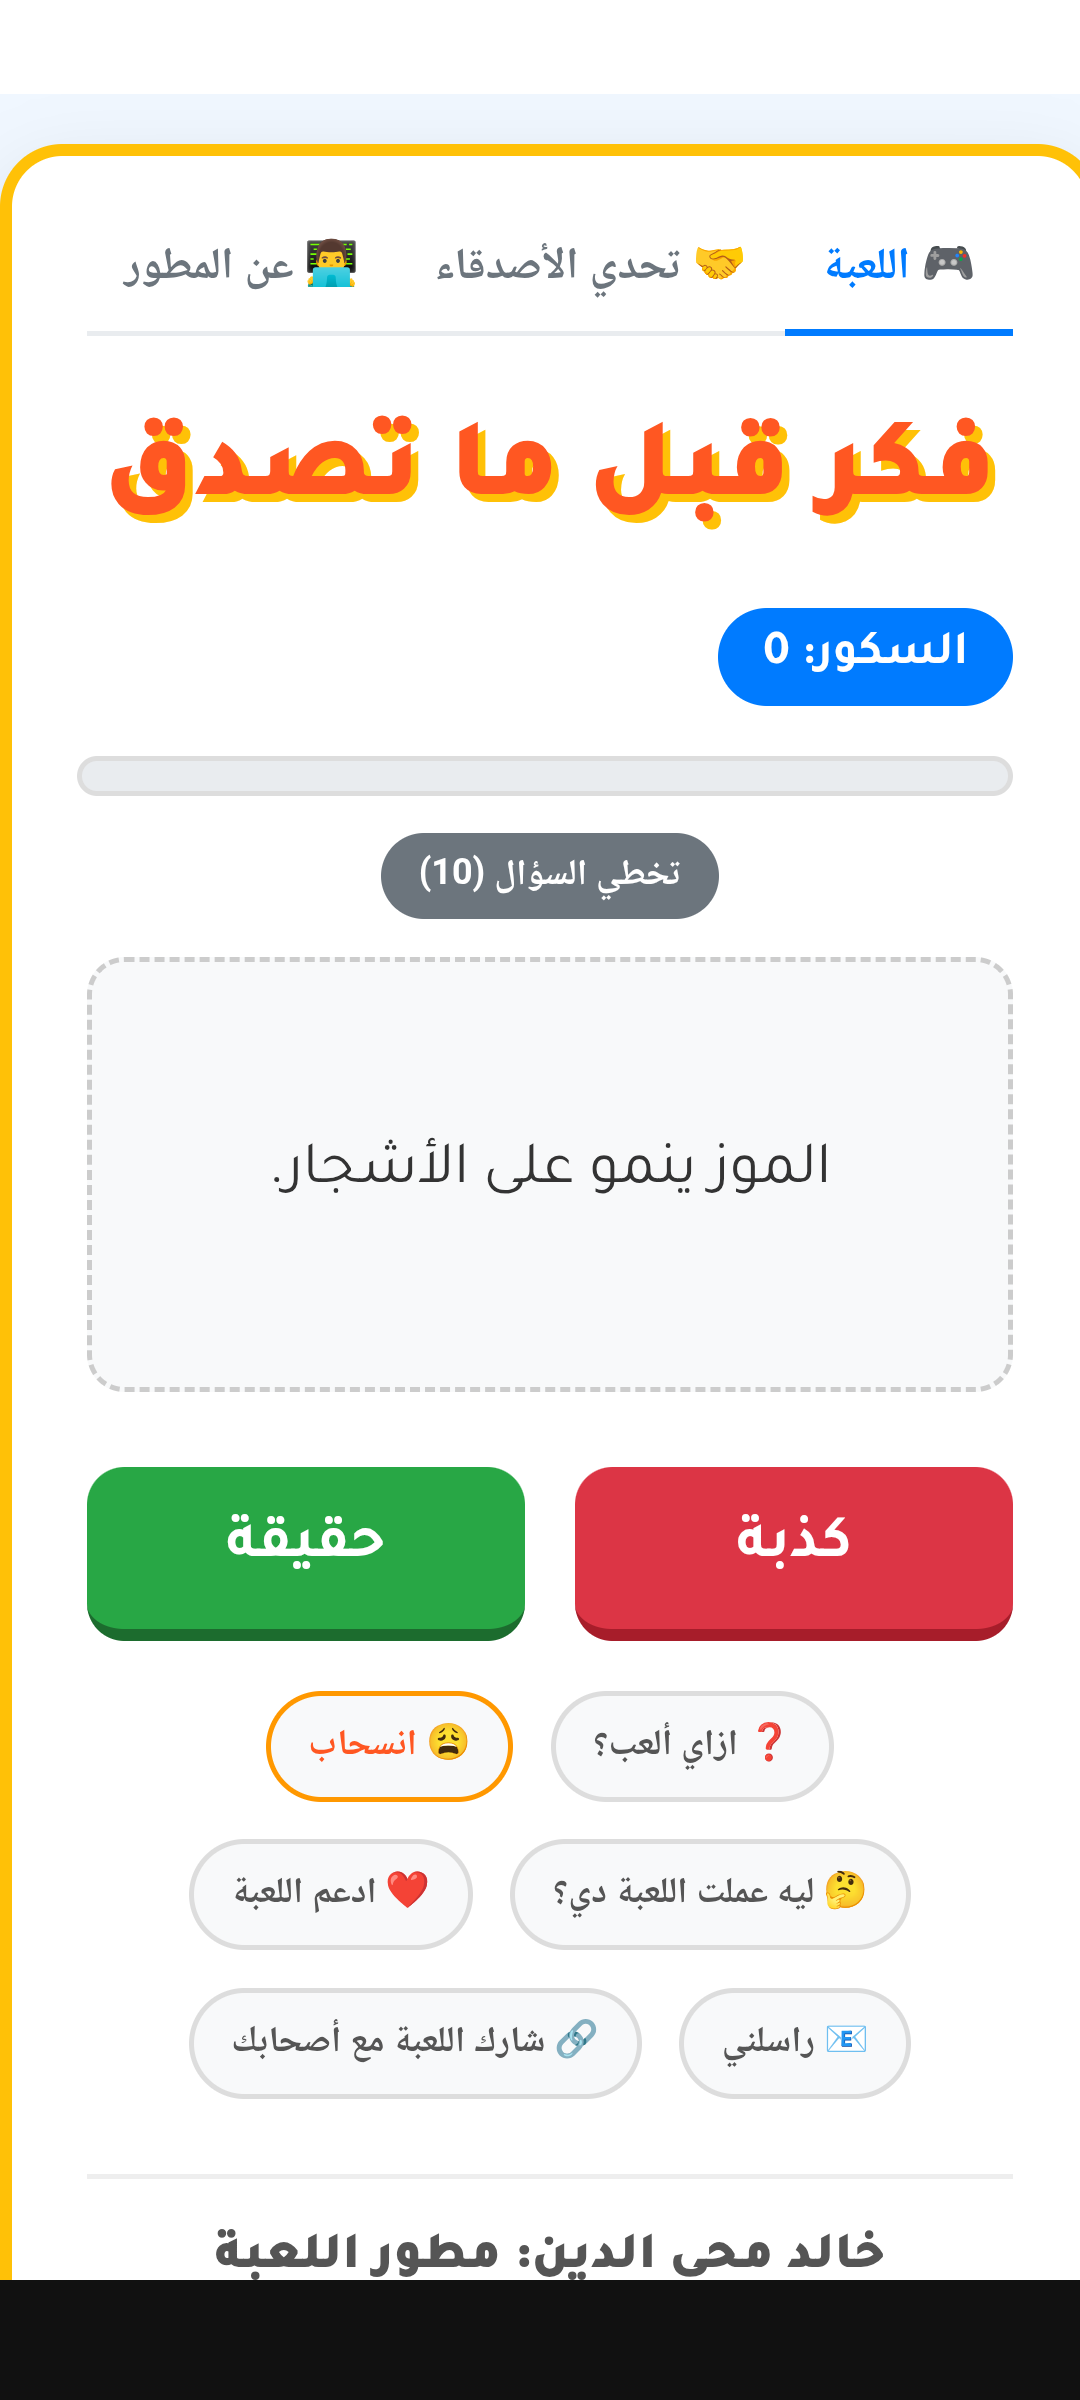 🎮 اللعبة 🤝 تحدي الأصدقاء 👨‍💻 عن المطور
فكر قبل ما تصدق
السكور: 0
تخطي السؤال (10)
الموز ينمو على الأشجار.
كذبة حقيقة
❓ ازاي ألعب؟ 😩 انسحاب
🤔 ليه عملت اللعبة دي؟ ❤️ ادعم اللعبة
📧 راسلني 🔗 شارك اللعبة مع أصحابك
خالد محى الدين: مطور اللعبة